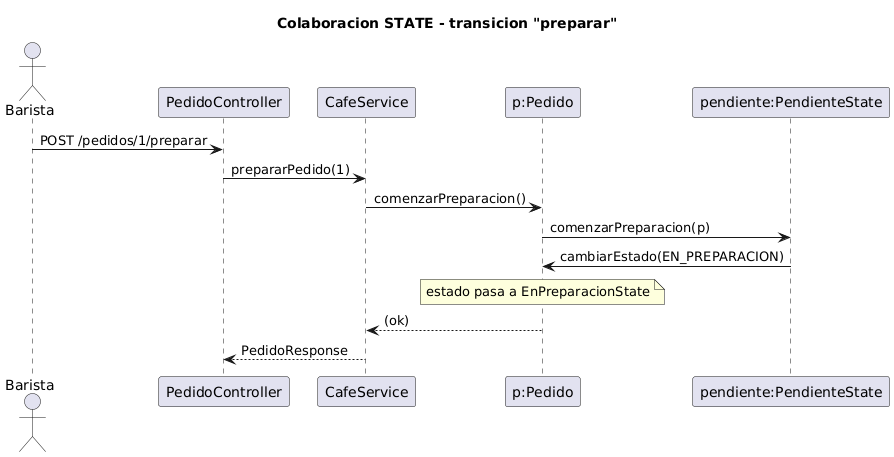 Colaboracion STATE - transicion "preparar"
Barista
PedidoController
CafeService
p:Pedido
pendiente:PendienteState
POST /pedidos/1/preparar
prepararPedido(1)
comenzarPreparacion()
comenzarPreparacion(p)
cambiarEstado(EN_PREPARACION)
estado pasa a EnPreparacionState
(ok)
PedidoResponse
Barista
PedidoController
CafeService
p:Pedido
pendiente:PendienteState